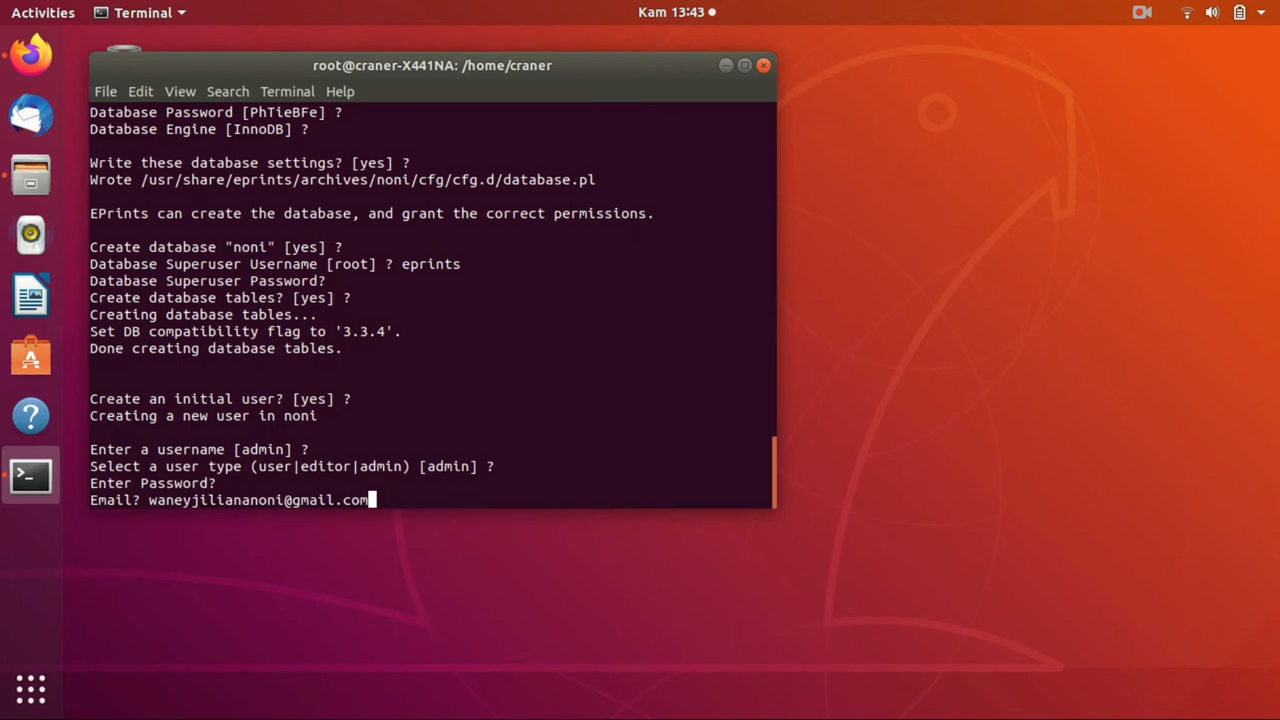 Activities Terminal Kam 13:43
root@craner-X441NA: /home/craner
File Edit View Search Terminal Help
Database Password [PhTieBFe] ?
Database Engine [InnoDB] ?
Write these database settings? [yes] ?
Wrote /usr/share/eprints/archives/noni/cfg/cfg.d/database.pl
EPrints can create the database, and grant the correct permissions.
Create database "noni" [yes] ?
Database Superuser Username [root] ? eprints
Database Superuser Password?
Create database tables? [yes] ?
Creating database tables...
Set DB compatibility flag to '3.3.4'.
Done creating database tables.
Create an initial user? [yes] ?
Creating a new user in noni
Enter a username [admin] ?
Select a user type (user|editor|admin) [admin] ?
Enter Password?
Email? waneyjiliananoni@gmail.com